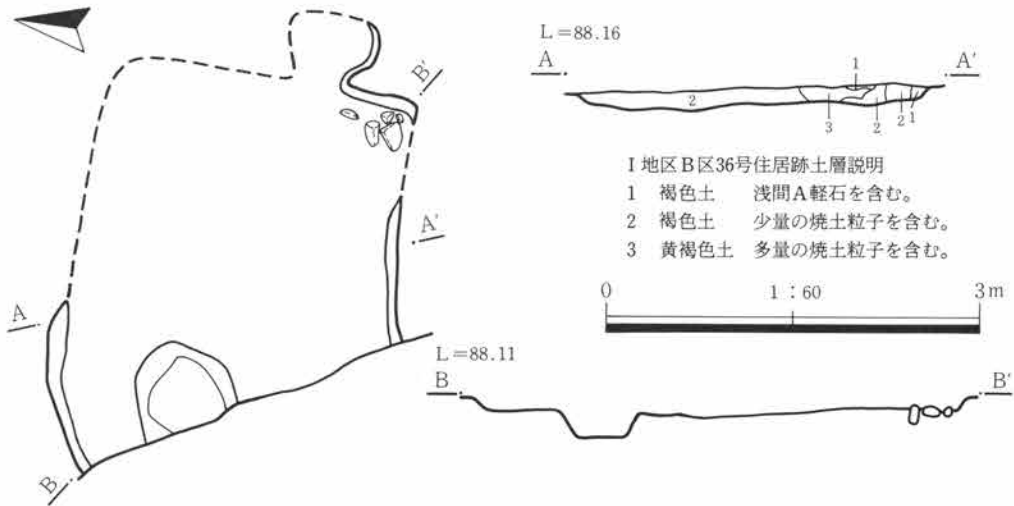 L=88.16
A A'
1
2
3 2 2 1
I地区B区36号住居跡土層説明
1 褐色土 浅間A軽石を含む。
2 褐色土 少量の焼土粒子を含む。
3 黄褐色土 多量の焼土粒子を含む。
0 1:60 3m
L=88.11
B B'
B'
A'
A
B